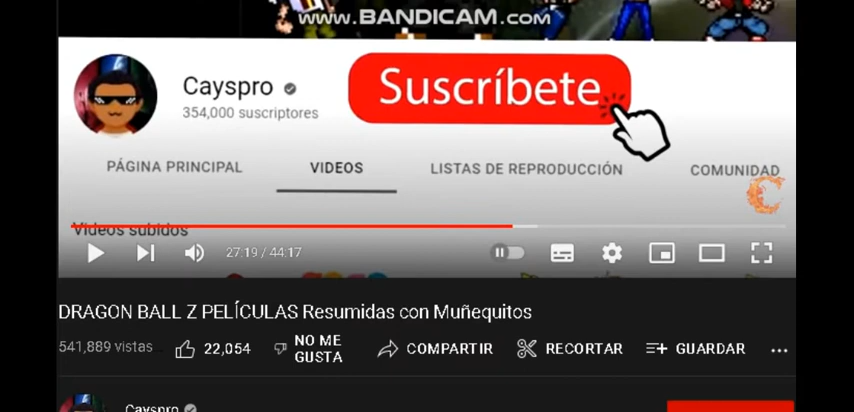 www.BANDICAM.com
Cayspro
354,000 suscriptores
Suscríbete
PÁGINA PRINCIPAL VIDEOS LISTAS DE REPRODUCCIÓN COMUNIDAD
Videos subidos
27:19 / 44:17
DRAGON BALL Z PELÍCULAS Resumidas con Muñequitos
541,889 vistas 22,054 NO ME GUSTA COMPARTIR RECORTAR GUARDAR ...
Cayspro